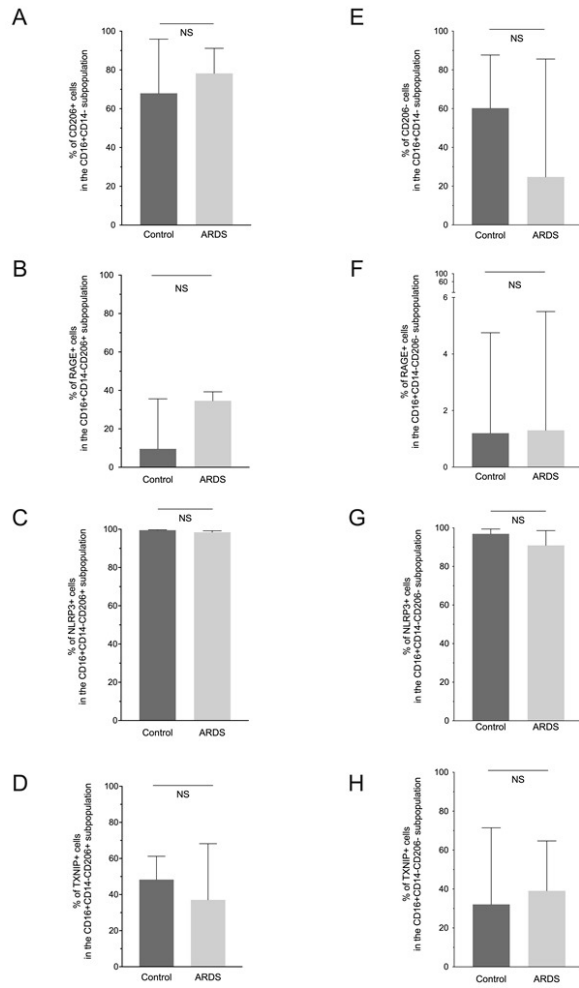 A
% of CD206+ cells
in the CD16+CD14- subpopulation
100
80
60
40
20
0
NS
Control
ARDS
E
% of CD206- cells
in the CD16+CD14- subpopulation
100
80
60
40
20
0
NS
Control
ARDS
B
% of RAGE+ cells
in the CD16+CD14-CD206+ subpopulation
100
80
60
40
20
0
NS
Control
ARDS
F
% of RAGE+ cells
in the CD16+CD14-CD206- subpopulation
100
60
6
4
2
0
NS
Control
ARDS
C
% of NLRP3+ cells
in the CD16+CD14-CD206+ subpopulation
100
80
60
40
20
0
NS
Control
ARDS
G
% of NLRP3+ cells
in the CD16+CD14-CD206- subpopulation
100
80
60
40
20
0
NS
Control
ARDS
D
% of TXNIP+ cells
in the CD16+CD14-CD206+ subpopulation
100
80
60
40
20
0
NS
Control
ARDS
H
% of TXNIP+ cells
in the CD16+CD14-CD206- subpopulation
100
80
60
40
20
0
NS
Control
ARDS